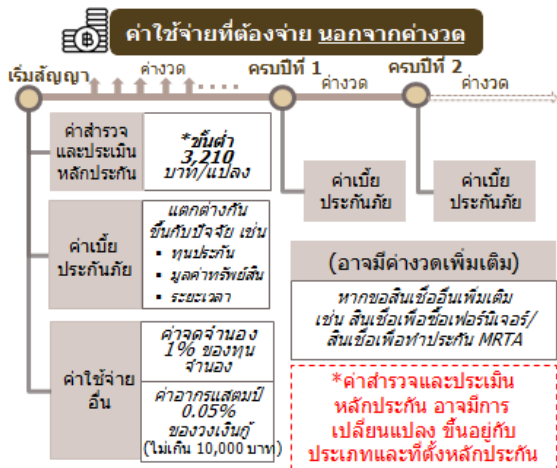 ค่าใช้จ่ายที่ต้องจ่าย นอกจากค่างวด
เริ่มสัญญา
ค่างวด
ครบปีที่ 1
ค่างวด
ครบปีที่ 2
ค่างวด
ค่าสำรวจ
และประเมิน
หลักประกัน
*ขั้นต่ำ
3,210
บาท/แปลง
ค่าเบี้ย
ประกันภัย
แตกต่างกัน
ขึ้นกับปัจจัย เช่น
▪ ทุนประกัน
▪ มูลค่าทรัพย์สิน
▪ ระยะเวลา
ค่าใช้จ่าย
อื่น
ค่าจดจำนอง
1% ของทุน
จำนอง
ค่าอากรแสตมป์
0.05%
ของวงเงินกู้
(ไม่เกิน 10,000 บาท)
ค่าเบี้ย
ประกันภัย
ค่าเบี้ย
ประกันภัย
(อาจมีค่างวดเพิ่มเติม)
หากขอสินเชื่ออื่นเพิ่มเติม
เช่น สินเชื่อเพื่อซื้อเฟอร์นิเจอร์/
สินเชื่อเพื่อทำประกัน MRTA
*ค่าสำรวจและประเมิน
หลักประกัน อาจมีการ
เปลี่ยนแปลง ขึ้นอยู่กับ
ประเภทและที่ตั้งหลักประกัน